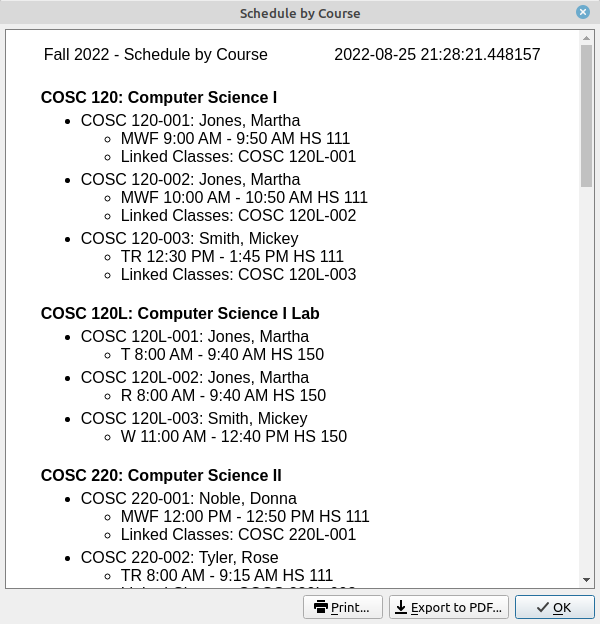 Schedule by Course
Fall 2022 - Schedule by Course 2022-08-25 21:28:21.448157
COSC 120: Computer Science I
COSC 120-001: Jones, Martha
MWF 9:00 AM - 9:50 AM HS 111
Linked Classes: COSC 120L-001
COSC 120-002: Jones, Martha
MWF 10:00 AM - 10:50 AM HS 111
Linked Classes: COSC 120L-002
COSC 120-003: Smith, Mickey
TR 12:30 PM - 1:45 PM HS 111
Linked Classes: COSC 120L-003
COSC 120L: Computer Science I Lab
COSC 120L-001: Jones, Martha
T 8:00 AM - 9:40 AM HS 150
COSC 120L-002: Jones, Martha
R 8:00 AM - 9:40 AM HS 150
COSC 120L-003: Smith, Mickey
W 11:00 AM - 12:40 PM HS 150
COSC 220: Computer Science II
COSC 220-001: Noble, Donna
MWF 12:00 PM - 12:50 PM HS 111
Linked Classes: COSC 220L-001
COSC 220-002: Tyler, Rose
TR 8:00 AM - 9:15 AM HS 111
Print... Export to PDF... OK